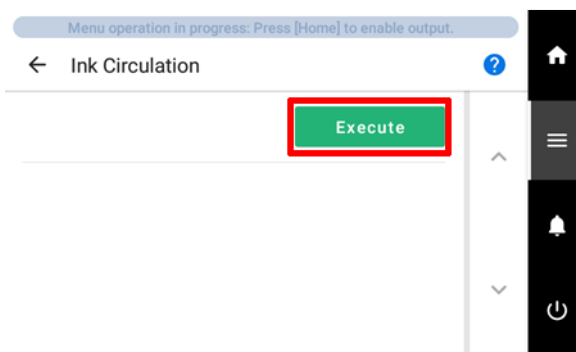 Menu operation in progress: Press [Home] to enable output.
Ink Circulation
?
Execute